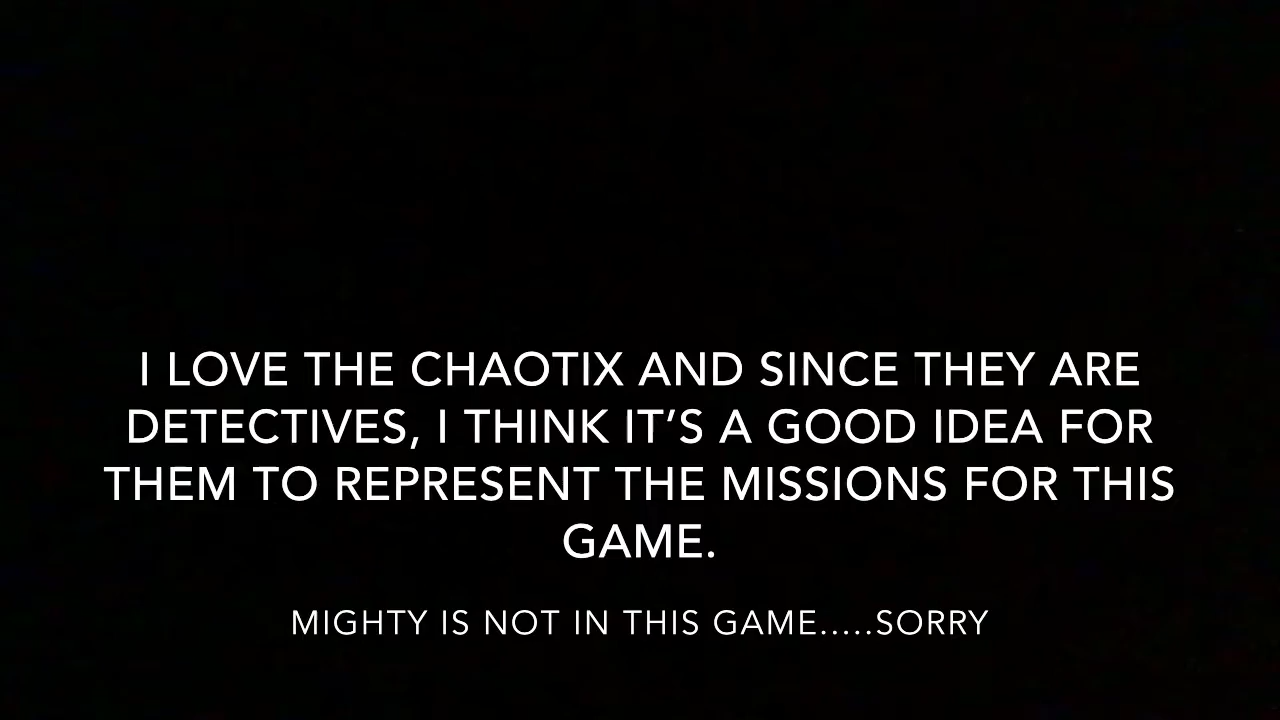 I LOVE THE CHAOTIX AND SINCE THEY ARE
DETECTIVES, I THINK IT’S A GOOD IDEA FOR
THEM TO REPRESENT THE MISSIONS FOR THIS
GAME.
MIGHTY IS NOT IN THIS GAME.....SORRY